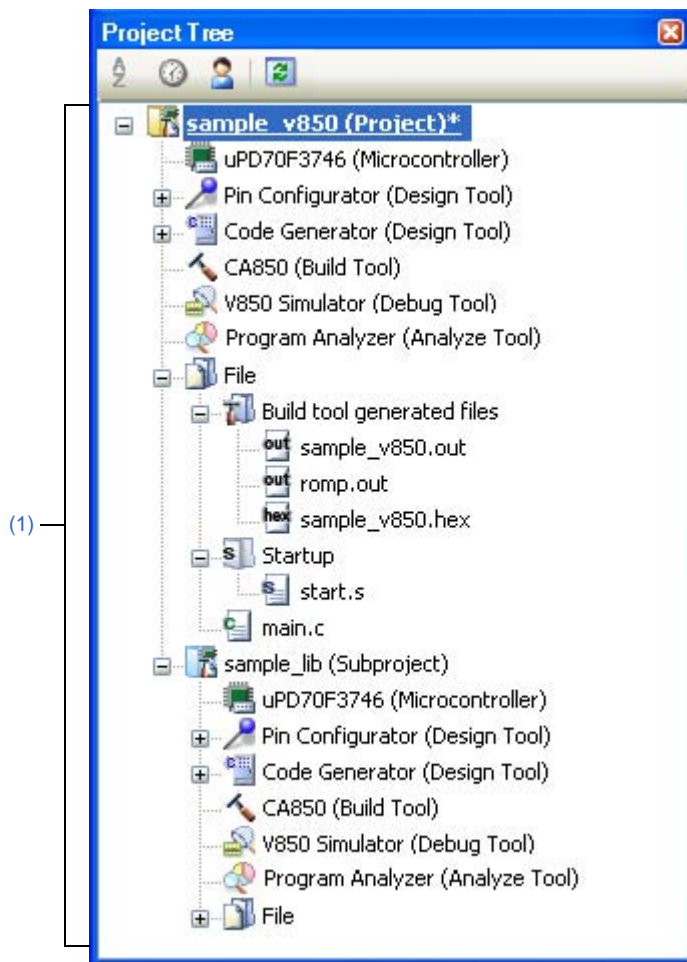 Project Tree
sample_v850 (Project)*
uPD70F3746 (Microcontroller)
Pin Configurator (Design Tool)
Code Generator (Design Tool)
CA850 (Build Tool)
V850 Simulator (Debug Tool)
Program Analyzer (Analyze Tool)
File
Build tool generated files
out sample_v850.out
out romp.out
hex sample_v850.hex
(1)
S Startup
S start.s
c main.c
sample_lib (Subproject)
uPD70F3746 (Microcontroller)
Pin Configurator (Design Tool)
Code Generator (Design Tool)
CA850 (Build Tool)
V850 Simulator (Debug Tool)
Program Analyzer (Analyze Tool)
File